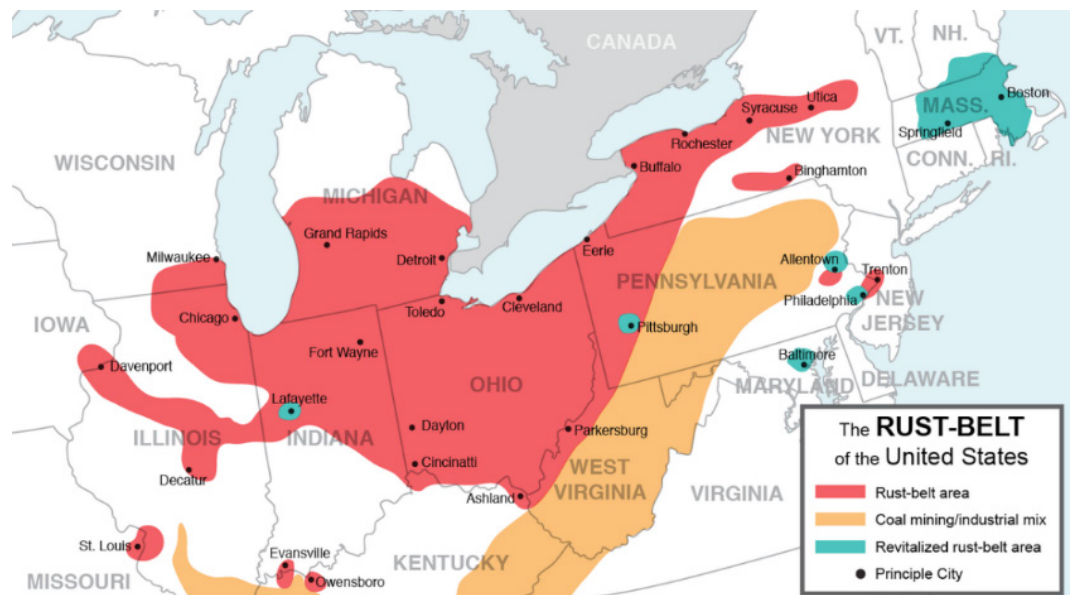 CANADA
VT.
NH.
WISCONSIN
MICHIGAN
Grand Rapids
Milwaukee
Detroit
Utica
Syracuse
NEW YORK
Rochester
Buffalo
Binghamton
MASS.
Boston
Springfield
CONN.
RI.
Eerle
PENNSYLVANIA
Allentown
Trenton
Philadelphia
NEW
JERSEY
Chicago
Toledo
Cleveland
Pittsburgh
IOWA
Fort Wayne
Davenport
OHIO
Baltimore
MARYLAND
DELAWARE
Lafayette
ILLINOIS
INDIANA
Dayton
Parkersburg
Cincinatti
WEST
VIRGINIA
Decatur
Ashland
VIRGINIA
St. Louis
Evansville
Owensboro
KENTUCKY
MISSOURI
The RUST-BELT
of the United States
Rust-belt area
Coal mining/industrial mix
Revitalized rust-belt area
Principle City